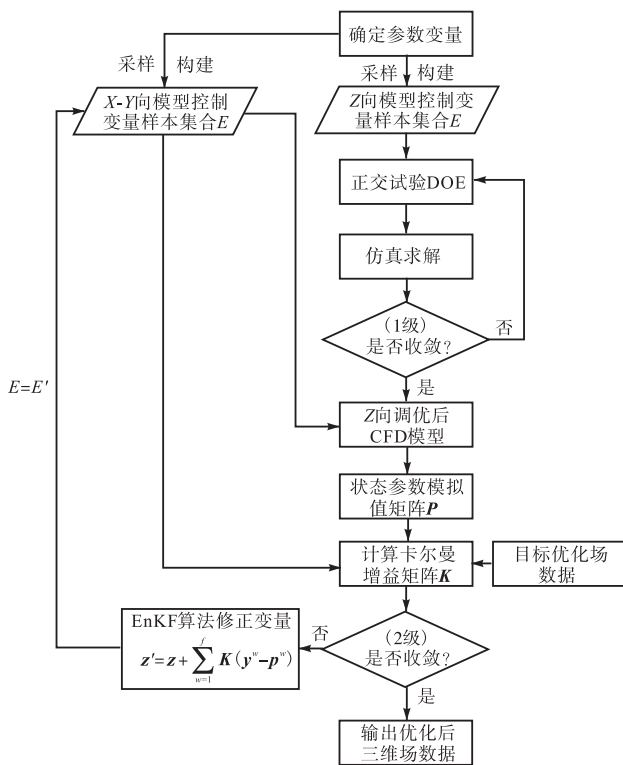 确定参数变量
采样 构建
采样 构建
X-Y向模型控制
变量样本集合E
Z向模型控制变
量样本集合E
正交试验DOE
仿真求解
（1级）
是否收敛？
否
是
E=E′
Z向调优后
CFD模型
状态参数模拟
值矩阵P
计算卡尔曼
增益矩阵K
目标优化场
数据
EnKF算法修正变量
z′=z+∑_{w=1}^{f} K(y^w-p^w)
否
（2级）
是否收敛？
是
输出优化后
三维场数据